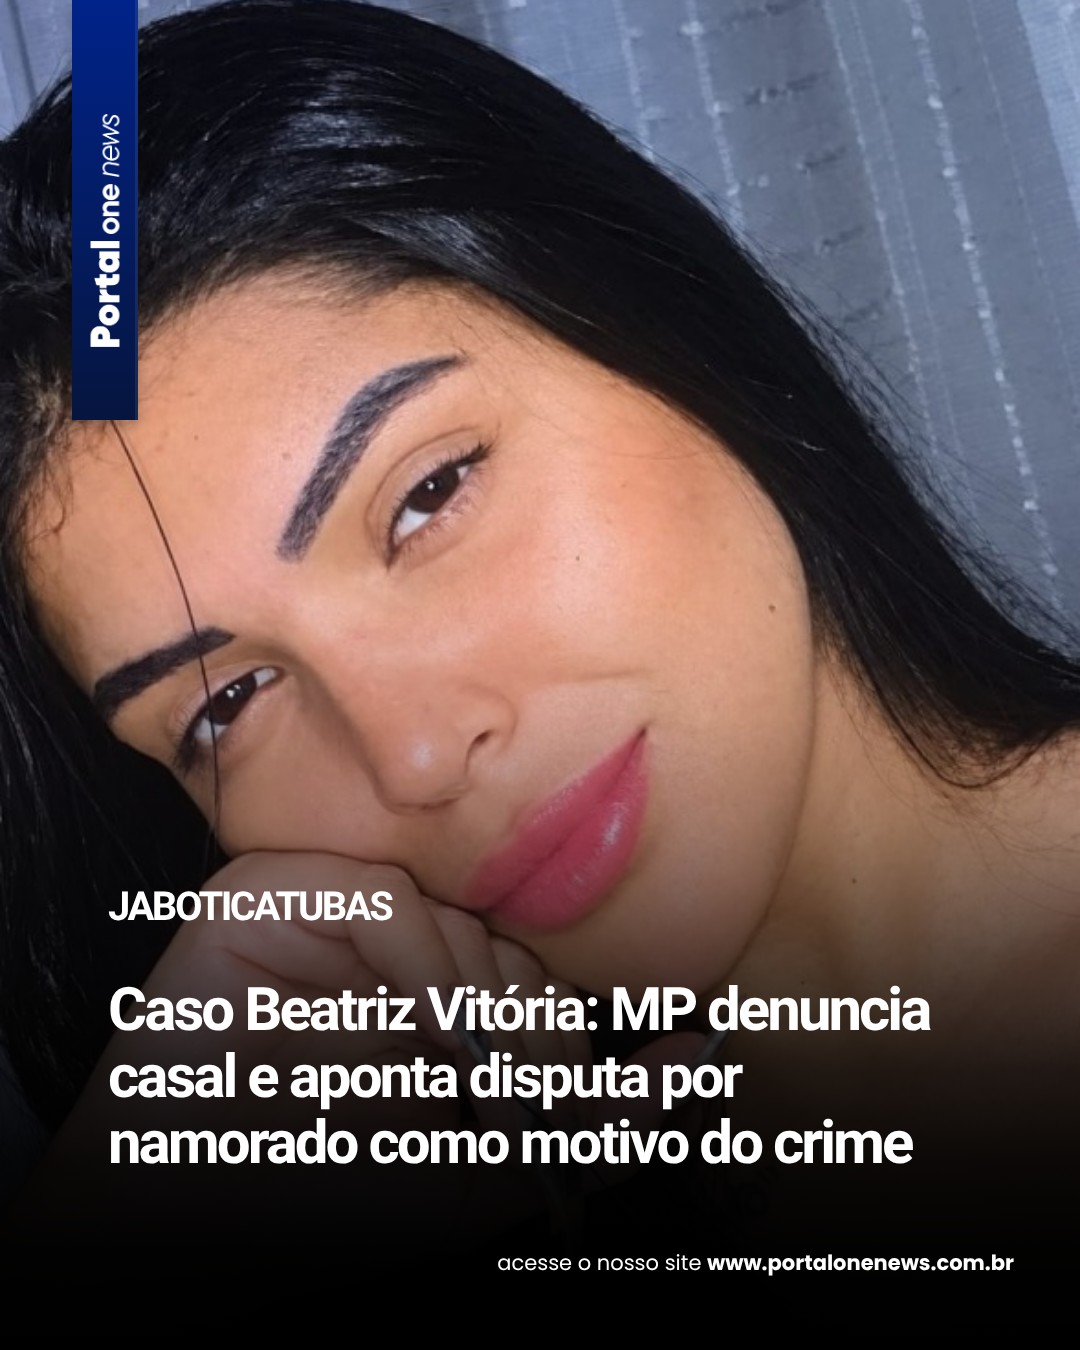 Portal one news
JABOTICATUBAS
Caso Beatriz Vitória: MP denuncia
casal e aponta disputa por
namorado como motivo do crime
acesse o nosso site www.portalonenews.com.br